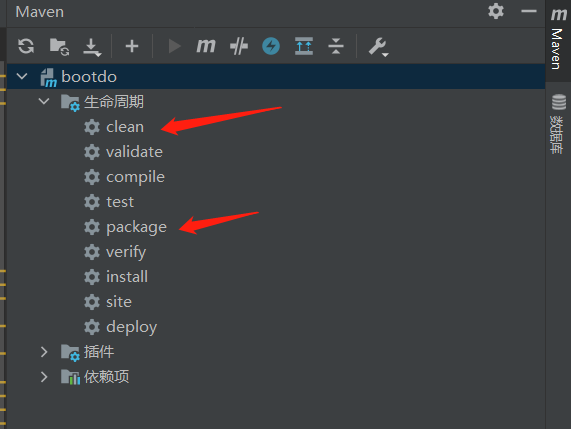 Maven
bootdo
生命周期
clean
validate
compile
test
package
verify
install
site
deploy
插件
依赖项
Maven
数据库